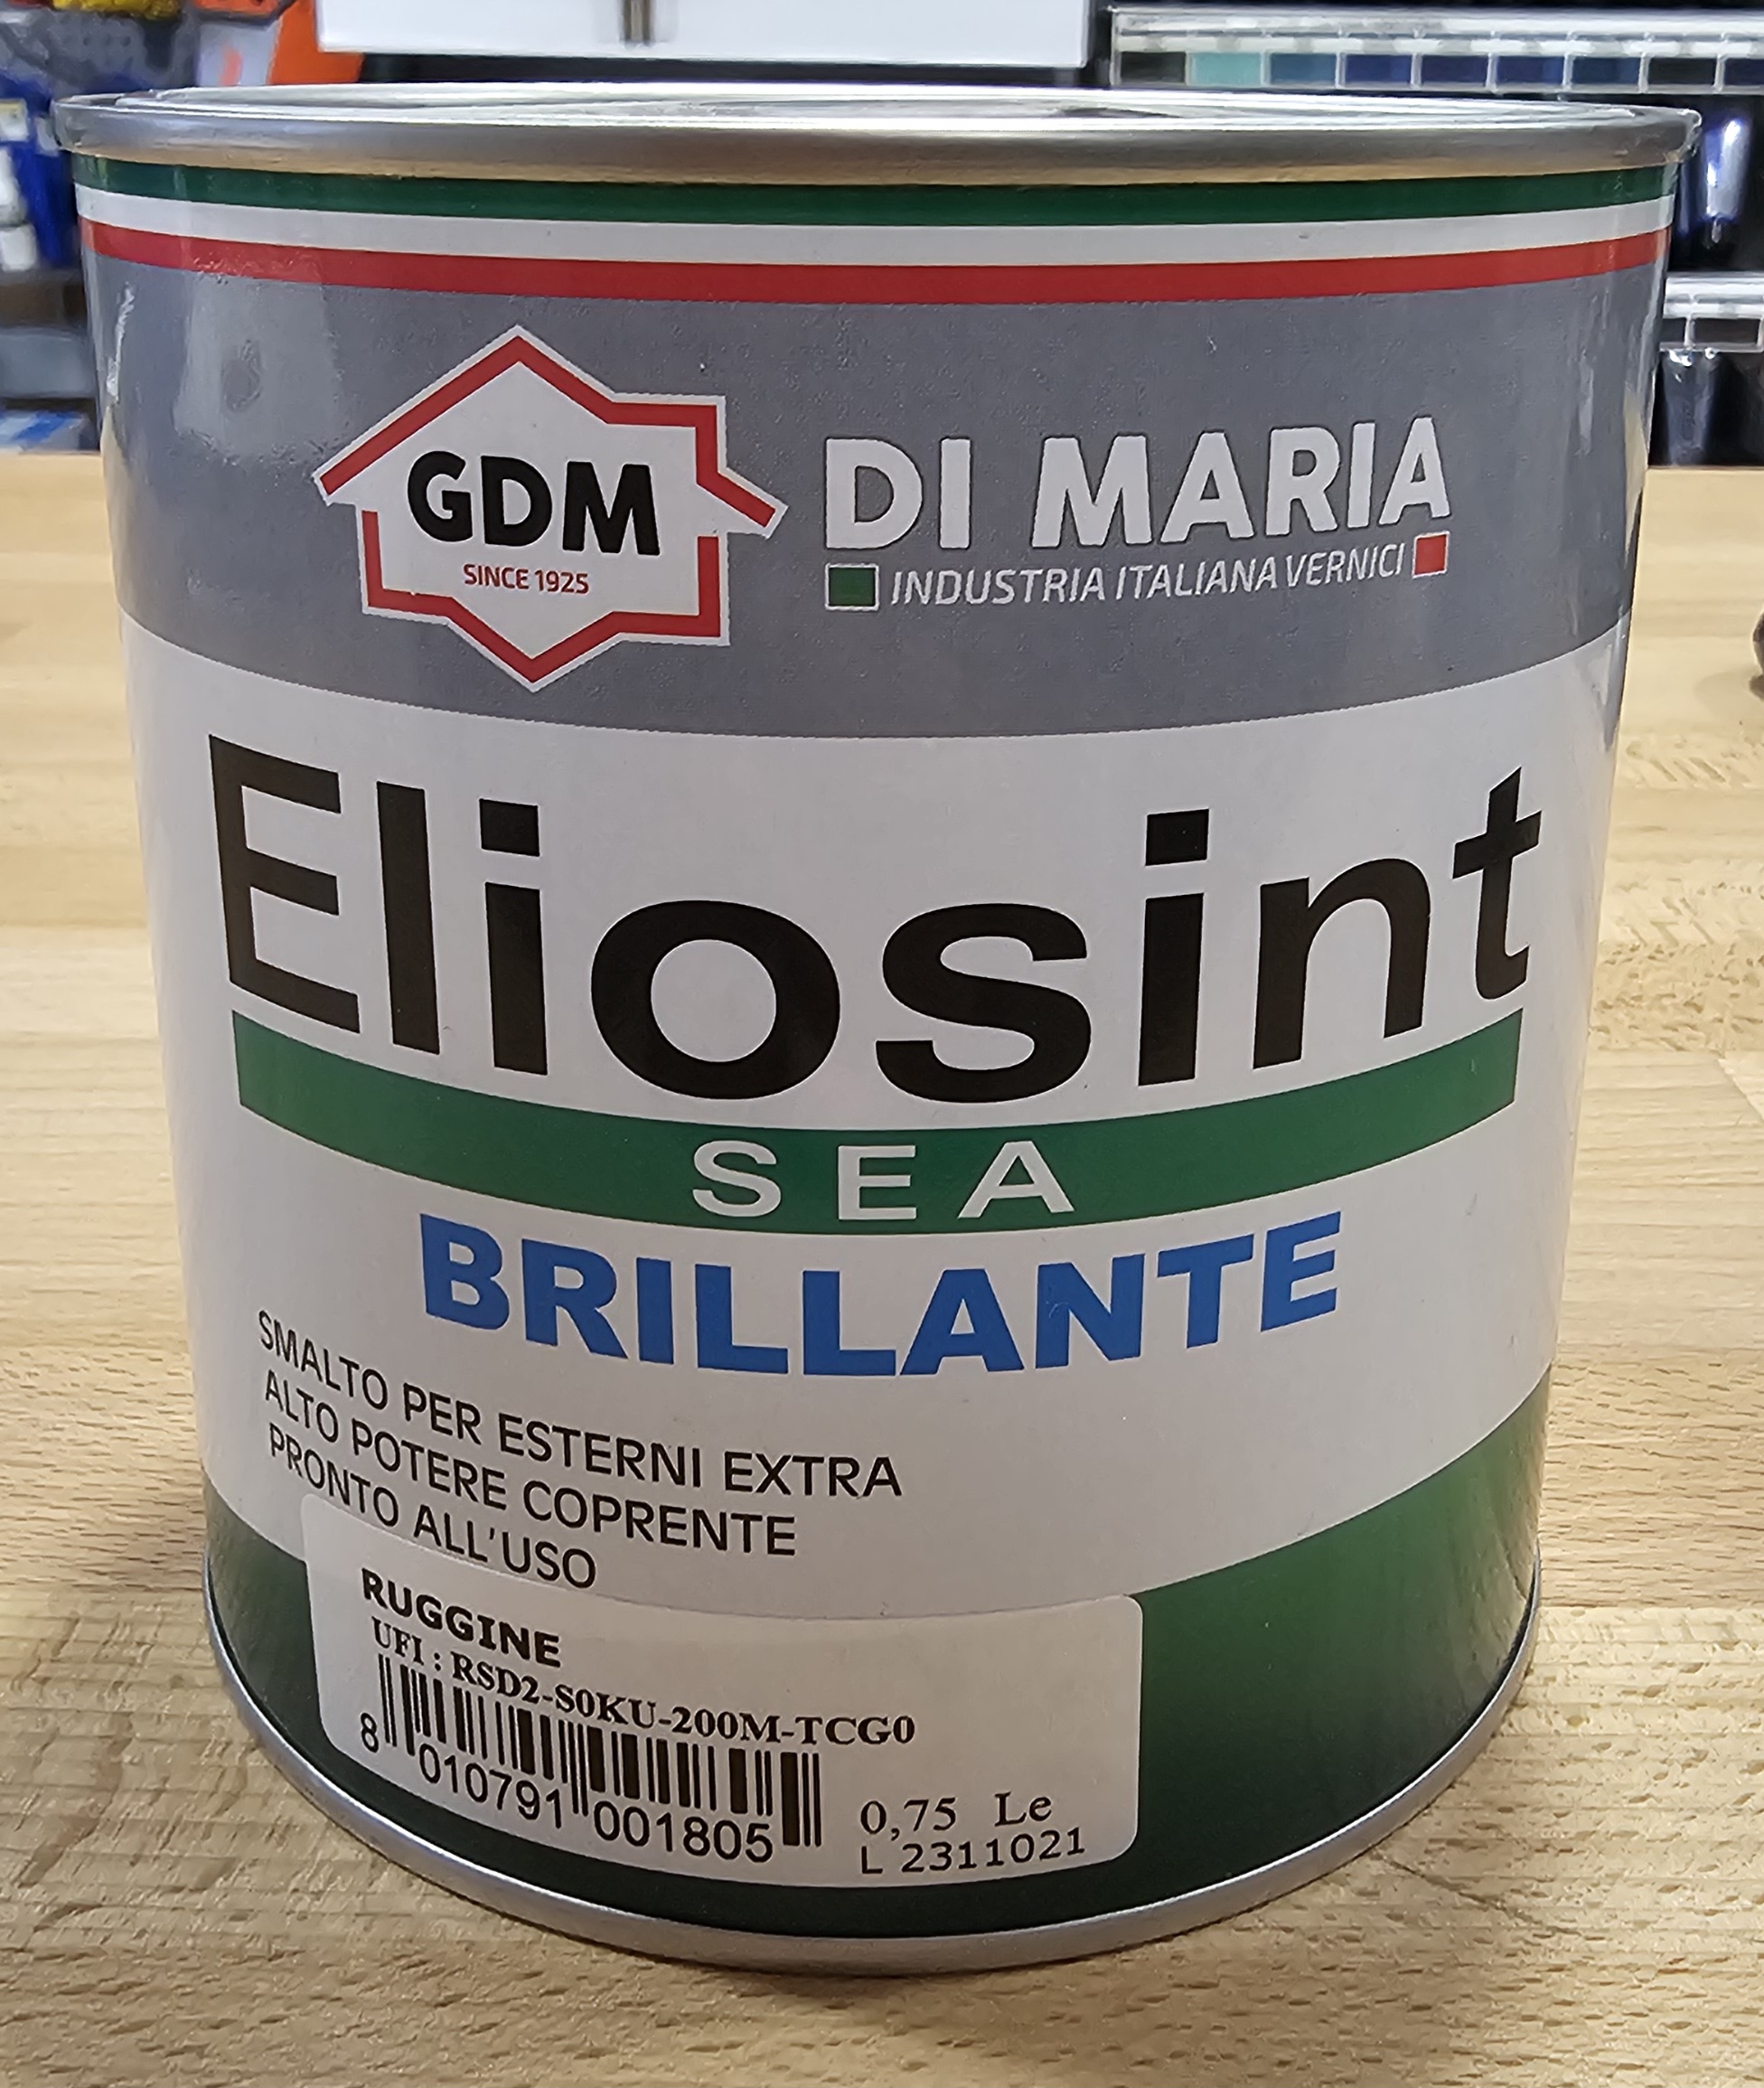 GDM
SINCE 1925
DI MARIA
INDUSTRIA ITALIANA VERNICI
Eliosint
SEA
BRILLANTE
SMALTO PER ESTERNI EXTRA
ALTO POTERE COPRENTE
PRONTO ALL'USO
RUGGINE
UFI : RSD2-S0KU-200M-TCG0
8 010791 001805
0,75 Le
L 2311021